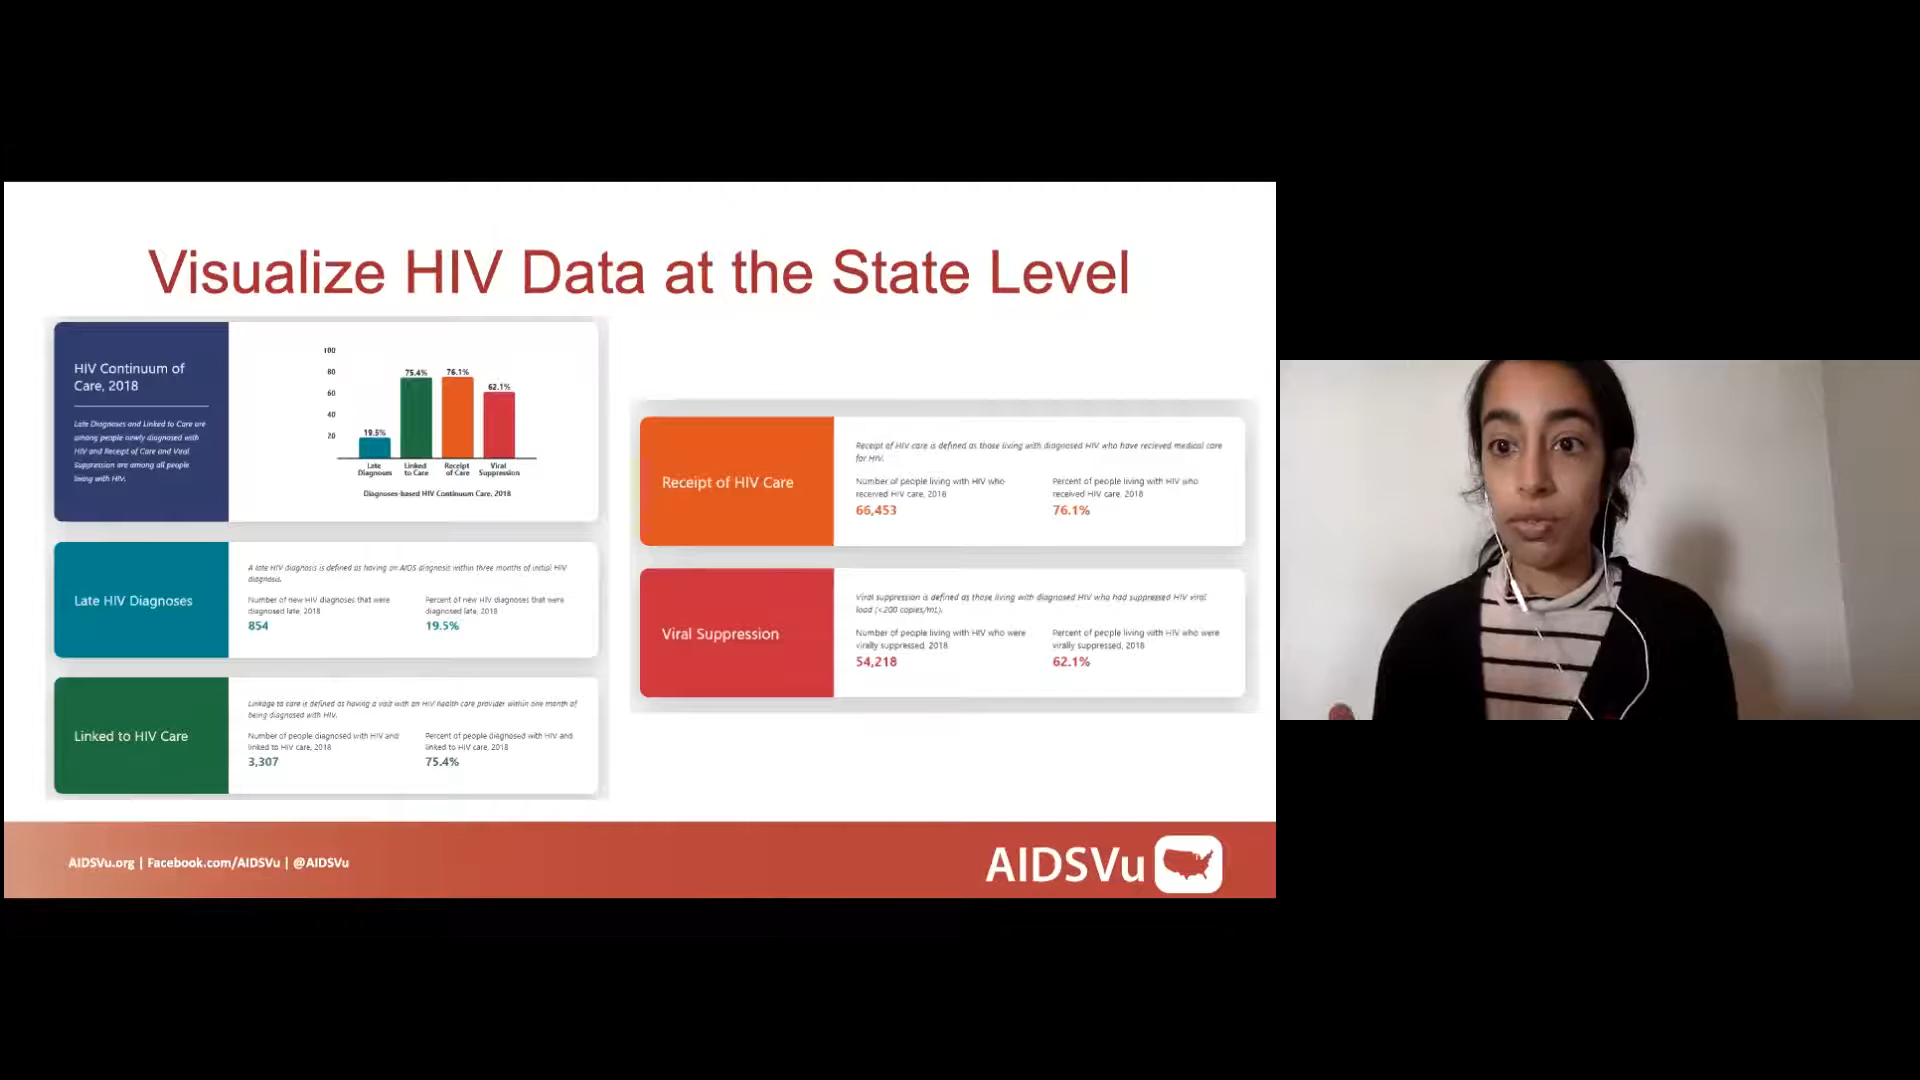 Visualize HIV Data at the State Level
HIV Continuum of
Care, 2018
Late Diagnoses and Linked to Care are
among people newly diagnosed with
HIV and Receipt of Care and Viral
Suppression are among all people
living with HIV.
100
80
60
40
20
19.5%
75.4%
76.1%
62.1%
Late
Diagnoses
Linked
to Care
Receipt
of Care
Viral
Suppression
Diagnoses-based HIV Continuum Care, 2018
Late HIV Diagnoses
A late HIV diagnosis is defined as having an AIDS diagnosis within three months of initial HIV
diagnosis.
Number of new HIV diagnoses that were
diagnosed late, 2018
854
Percent of new HIV diagnoses that were
diagnosed late, 2018
19.5%
Linked to HIV Care
Linkage to care is defined as having a visit with an HIV health care provider within one month of
being diagnosed with HIV.
Number of people diagnosed with HIV and
linked to HIV care, 2018
3,307
Percent of people diagnosed with HIV and
linked to HIV care, 2018
75.4%
Receipt of HIV Care
Receipt of HIV care is defined as those living with diagnosed HIV who have recieved medical care
for HIV.
Number of people living with HIV who
received HIV care, 2018
66,453
Percent of people living with HIV who
received HIV care, 2018
76.1%
Viral Suppression
Viral suppression is defined as those living with diagnosed HIV who had suppressed HIV viral
load (<200 copies/mL).
Number of people living with HIV who were
virally suppressed, 2018
54,218
Percent of people living with HIV who were
virally suppressed, 2018
62.1%
AIDSVu.org | Facebook.com/AIDSVu | @AIDSVu
AIDSVu